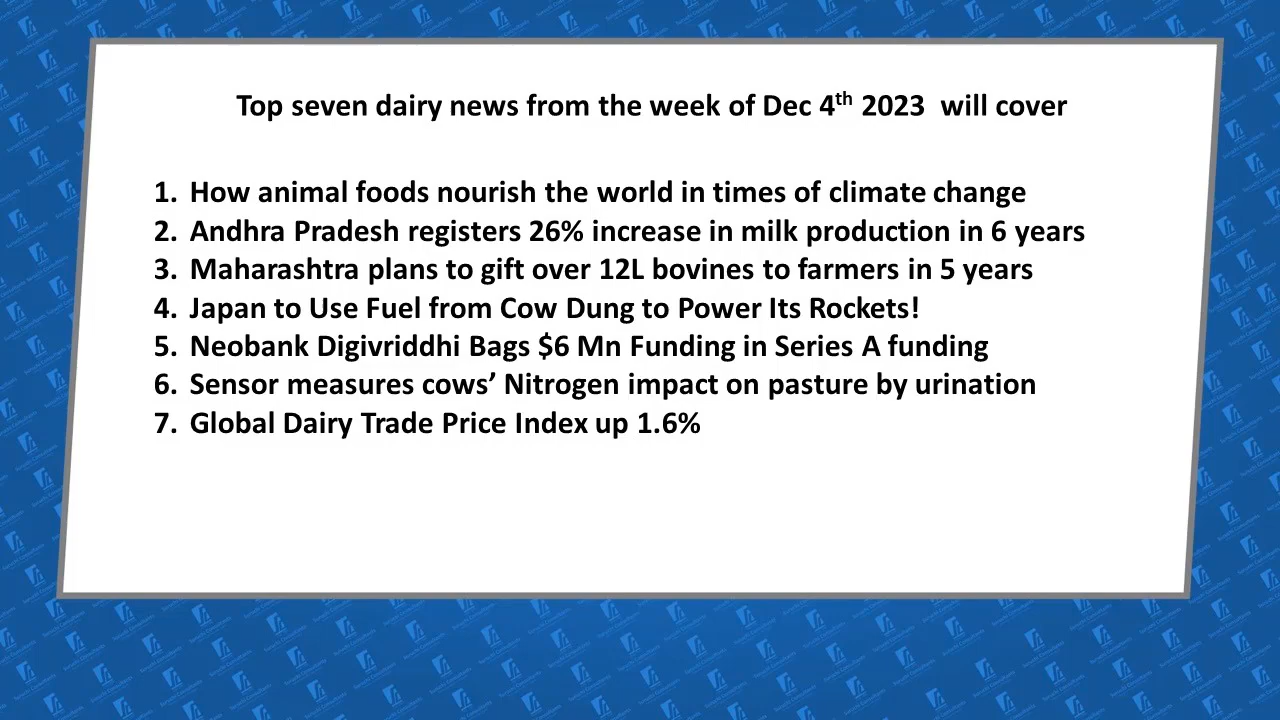 Top seven dairy news from the week of Dec 4th 2023 will cover
1. How animal foods nourish the world in times of climate change
2. Andhra Pradesh registers 26% increase in milk production in 6 years
3. Maharashtra plans to gift over 12L bovines to farmers in 5 years
4. Japan to Use Fuel from Cow Dung to Power Its Rockets!
5. Neobank Digivriddhi Bags $6 Mn Funding in Series A funding
6. Sensor measures cows’ Nitrogen impact on pasture by urination
7. Global Dairy Trade Price Index up 1.6%